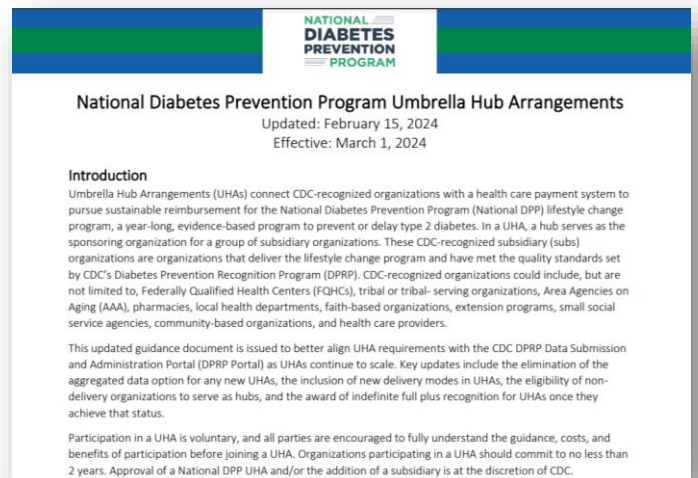 NATIONAL
DIABETES
PREVENTION
PROGRAM
National Diabetes Prevention Program Umbrella Hub Arrangements
Updated: February 15, 2024
Effective: March 1, 2024
Introduction
Umbrella Hub Arrangements (UHAs) connect CDC-recognized organizations with a health care payment system to
pursue sustainable reimbursement for the National Diabetes Prevention Program (National DPP) lifestyle change
program, a year-long, evidence-based program to prevent or delay type 2 diabetes. In a UHA, a hub serves as the
sponsoring organization for a group of subsidiary organizations. These CDC-recognized subsidiary (subs)
organizations are organizations that deliver the lifestyle change program and have met the quality standards set
by CDC's Diabetes Prevention Recognition Program (DPRP). CDC-recognized organizations could include, but are
not limited to, Federally Qualified Health Centers (FQHCs), tribal or tribal- serving organizations, Area Agencies on
Aging (AAA), pharmacies, local health departments, faith-based organizations, extension programs, small social
service agencies, community-based organizations, and health care providers.
This updated guidance document is issued to better align UHA requirements with the CDC DPRP Data Submission
and Administration Portal (DPRP Portal) as UHAs continue to scale. Key updates include the elimination of the
aggregated data option for any new UHAs, the inclusion of new delivery modes in UHAs, the eligibility of non-
delivery organizations to serve as hubs, and the award of indefinite full plus recognition for UHAs once they
achieve that status.
Participation in a UHA is voluntary, and all parties are encouraged to fully understand the guidance, costs, and
benefits of participation before joining a UHA. Organizations participating in a UHA should commit to no less than
2 years. Approval of a National DPP UHA and/or the addition of a subsidiary is at the discretion of CDC.